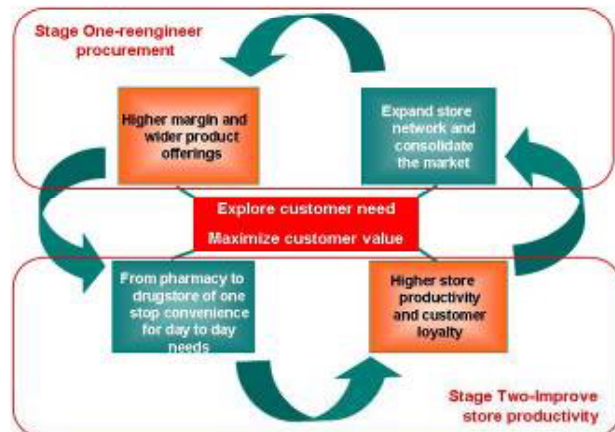 Stage One-reengineer
procurement
Higher margin and
wider product
offerings
Expand store
network and
consolidate
the market
Explore customer need
Maximize customer value
From pharmacy to
drugstore of one
stop convenience
for day to day
needs
Higher store
productivity
and customer
loyalty
Stage Two-Improve
store productivity